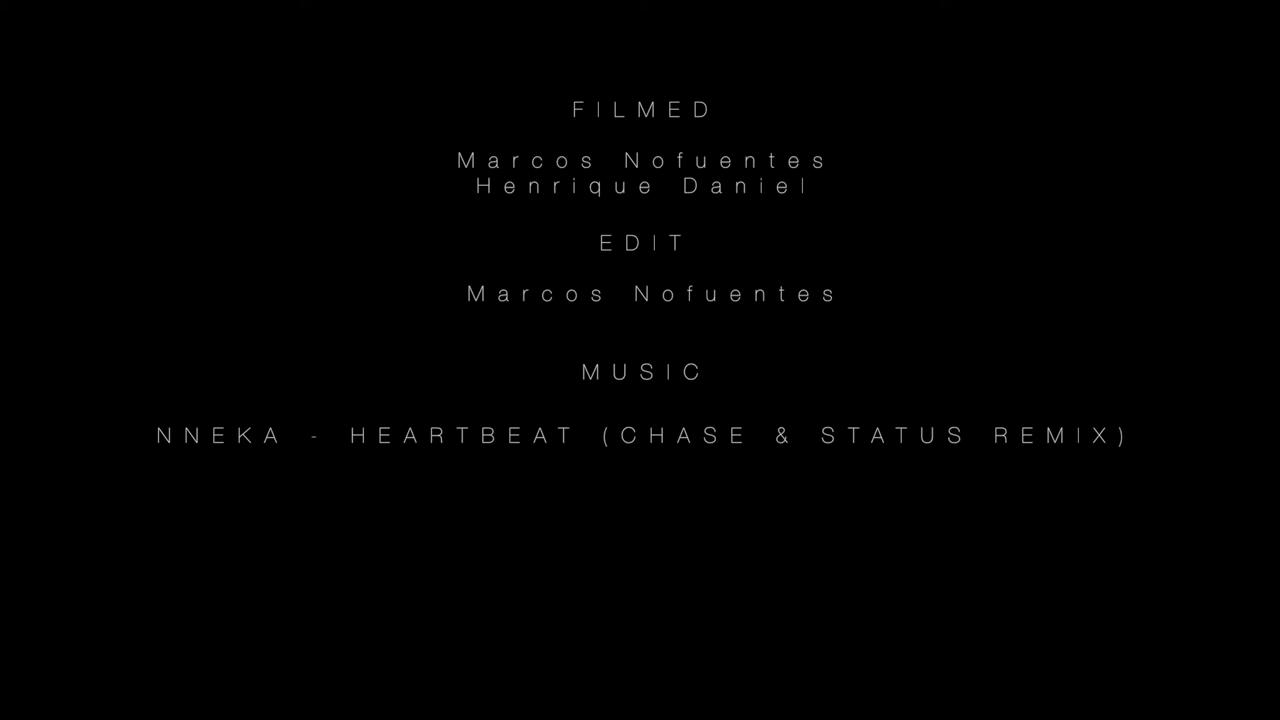 FILMED
Marcos Nofuentes
Henrique Daniel
EDIT
Marcos Nofuentes
MUSIC
NNEKA - HEARTBEAT (CHASE & STATUS REMIX)